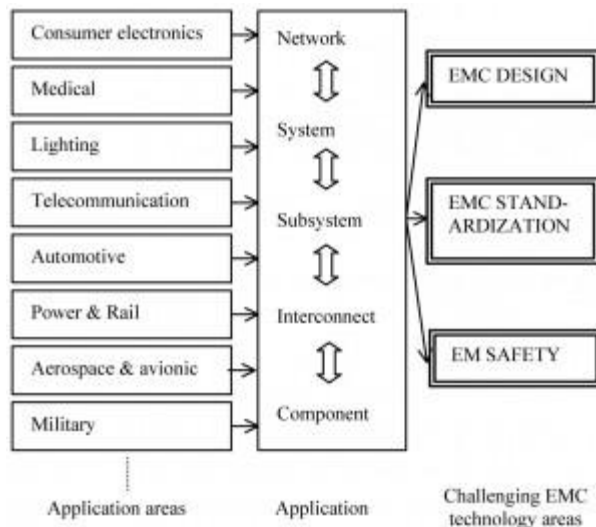 Consumer electronics
Medical
Lighting
Telecommunication
Automotive
Power & Rail
Aerospace & avionic
Military
Application areas
Network
System
Subsystem
Interconnect
Component
Application
EMC DESIGN
EMC STAND-
ARDIZATION
EM SAFETY
Challenging EMC
technology areas